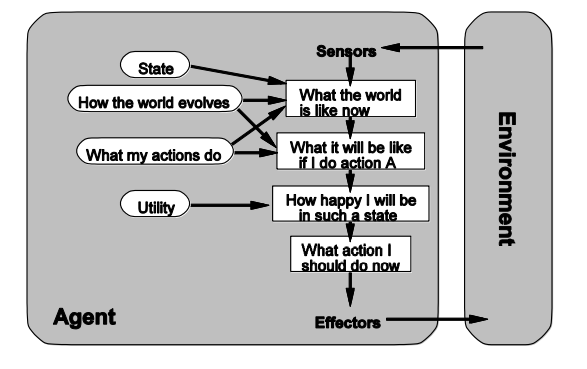 Sensors
State
How the world evolves
What my actions do
Utility
What the world
is like now
What it will be like
if I do action A
How happy I will be
in such a state
What action I
should do now
Agent
Effectors
Environment